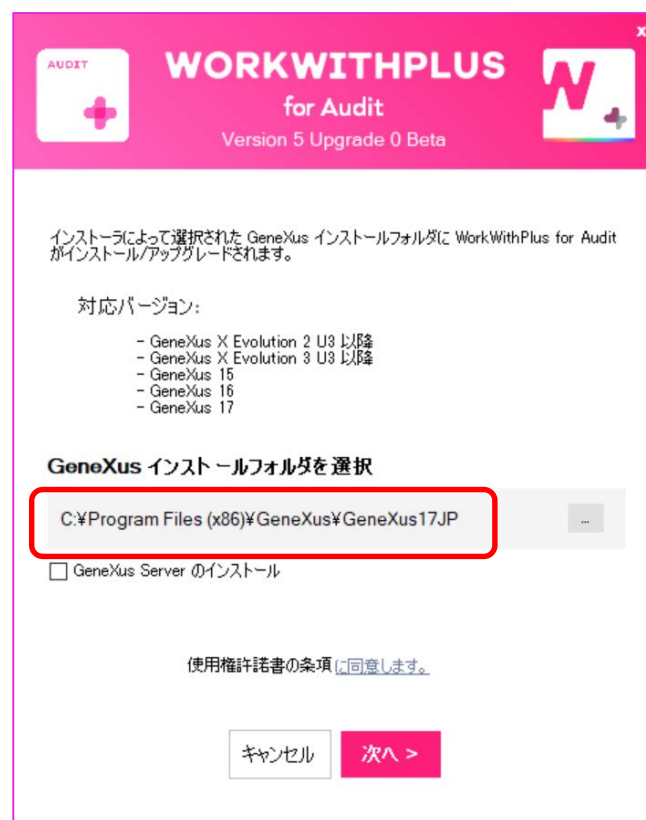 x
AUDIT
WORKWITHPLUS
for Audit
Version 5 Upgrade 0 Beta
インストーラによって選択された GeneXus インストールフォルダに WorkWithPlus for Audit
がインストール/アップグレードされます。
対応バージョン:
- GeneXus X Evolution 2 U3 以降
- GeneXus X Evolution 3 U3 以降
- GeneXus 15
- GeneXus 16
- GeneXus 17
GeneXus インストールフォルダを選択
C:¥Program Files (x86)¥GeneXus¥GeneXus17JP
...
GeneXus Server のインストール
使用権許諾書の条項に同意します。
キャンセル
次へ >